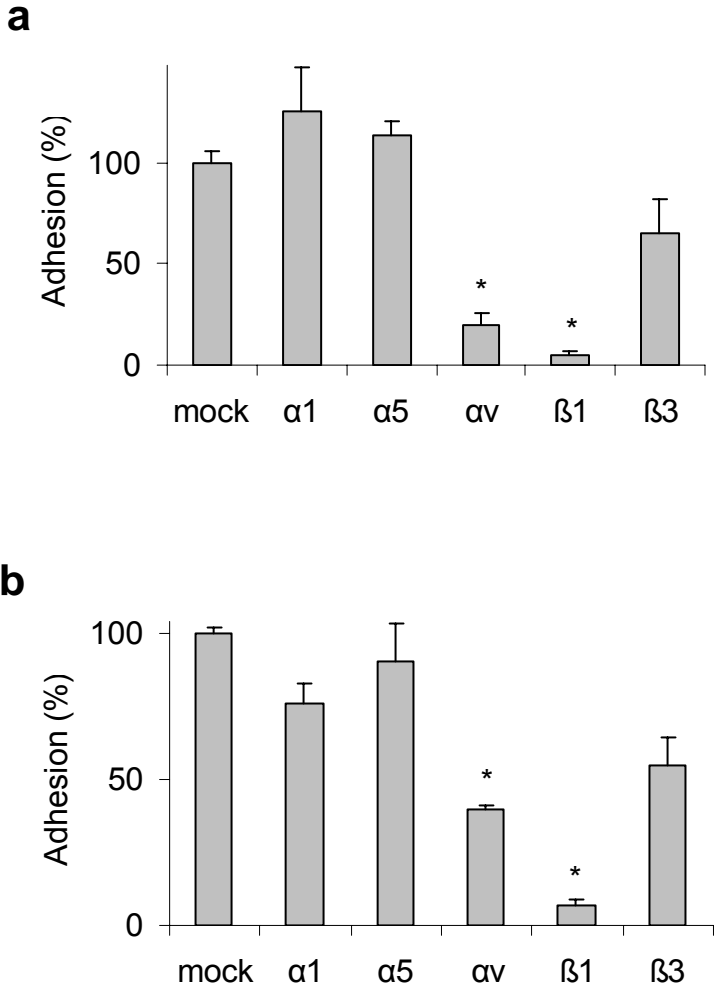 a
Adhesion (%)
100
50
0
*
*
mock α1 α5 αv ß1 ß3
b
Adhesion (%)
100
50
0
*
*
mock α1 α5 αv ß1 ß3